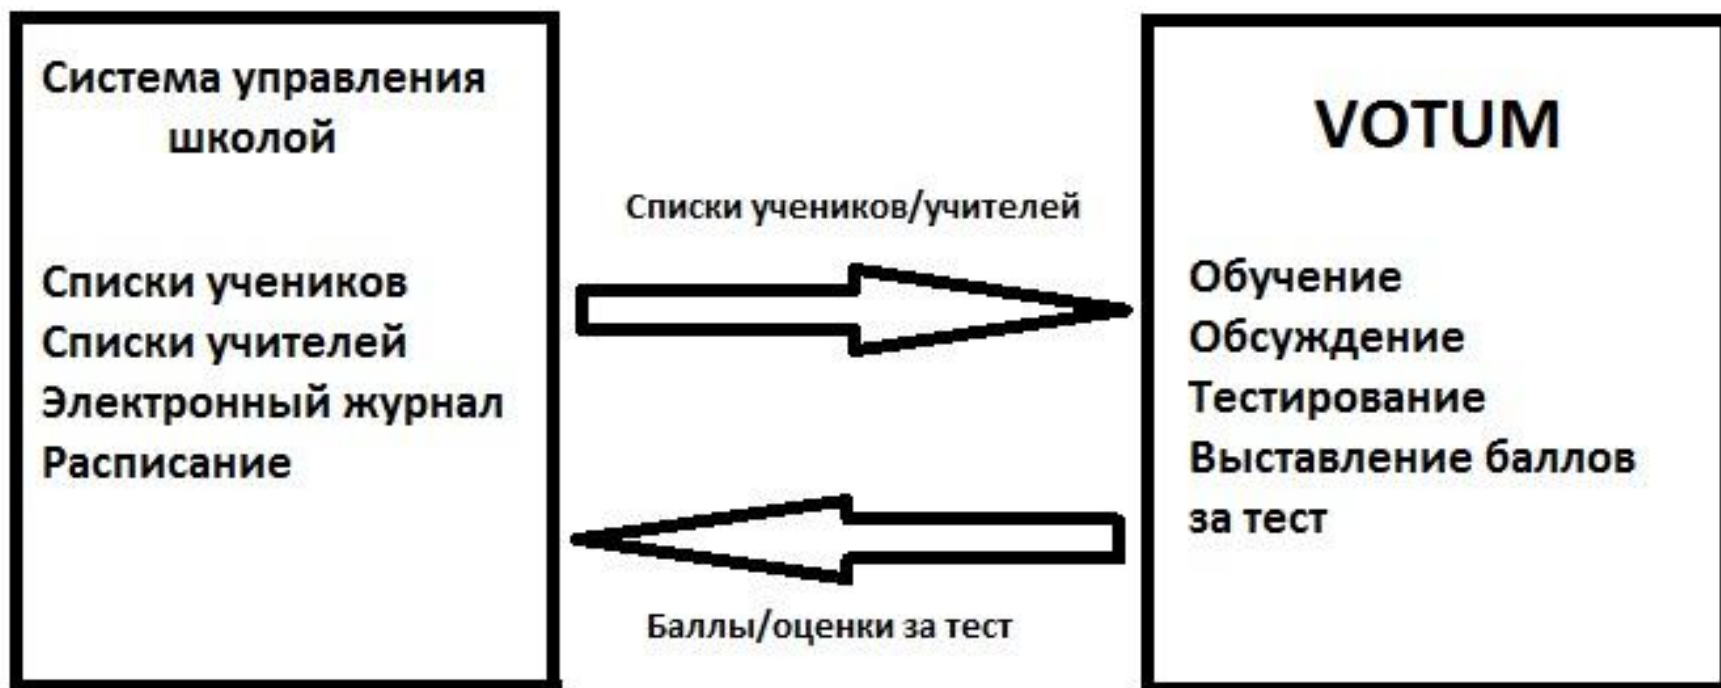 Система управления
школой
Списки учеников
Списки учителей
Электронный журнал
Расписание
Списки учеников/учителей
Баллы/оценки за тест
VOTUM
Обучение
Обсуждение
Тестирование
Выставление баллов
за тест